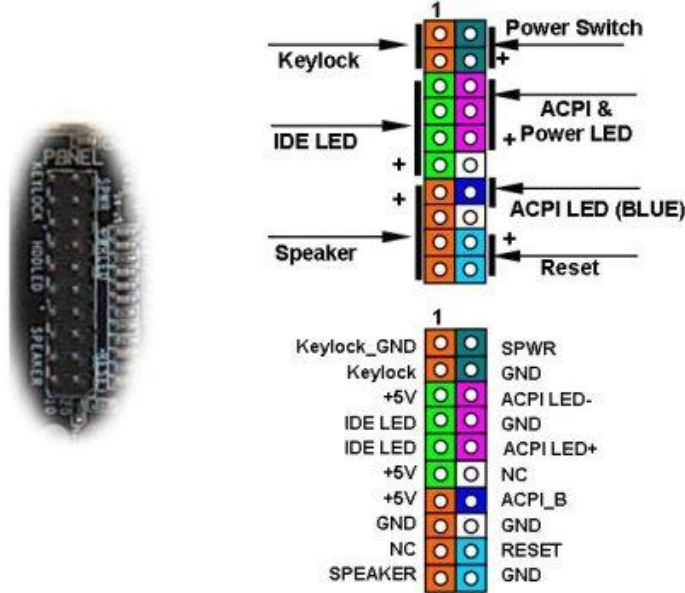 PANEL
KEYLOCK HDDLED SPEAKER
1
Power Switch
Keylock
+
IDE LED
ACPI &
Power LED
+
+
+
ACPI LED (BLUE)
Speaker
+
Reset
1
Keylock_GND SPWR
Keylock GND
+5V ACPI LED-
IDE LED GND
IDE LED ACPI LED+
+5V NC
+5V ACPI_B
GND GND
NC RESET
SPEAKER GND